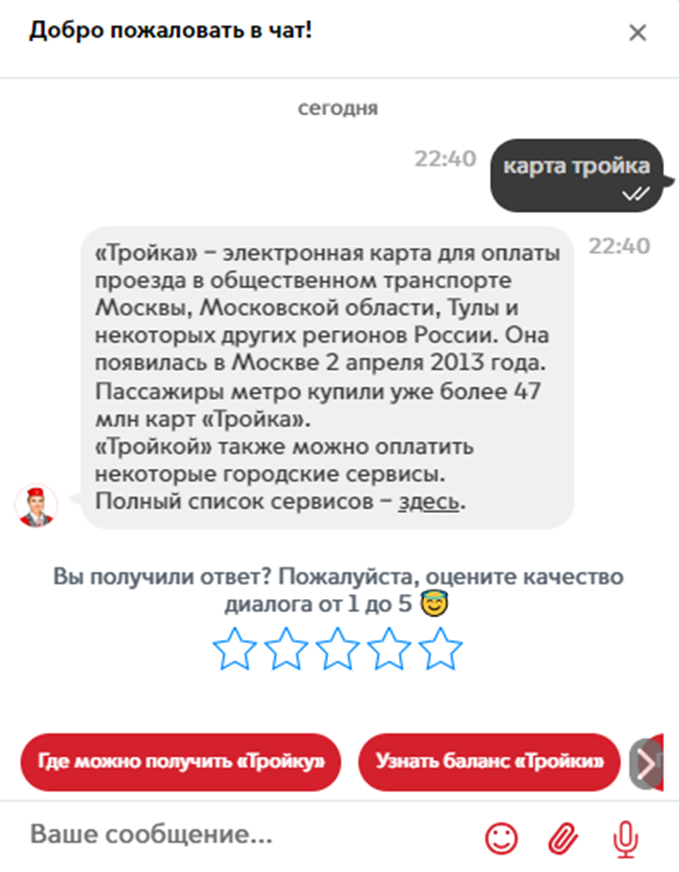 Добро пожаловать в чат!
сегодня
22:40
карта тройка
22:40
«Тройка» – электронная карта для оплаты
проезда в общественном транспорте
Москвы, Московской области, Тулы и
некоторых других регионов России. Она
появилась в Москве 2 апреля 2013 года.
Пассажиры метро купили уже более 47
млн карт «Тройка».
«Тройкой» также можно оплатить
некоторые городские сервисы.
Полный список сервисов – здесь.
Вы получили ответ? Пожалуйста, оцените качество
диалога от 1 до 5 😇
Где можно получить «Тройку»
Узнать баланс «Тройки»
Ваше сообщение...